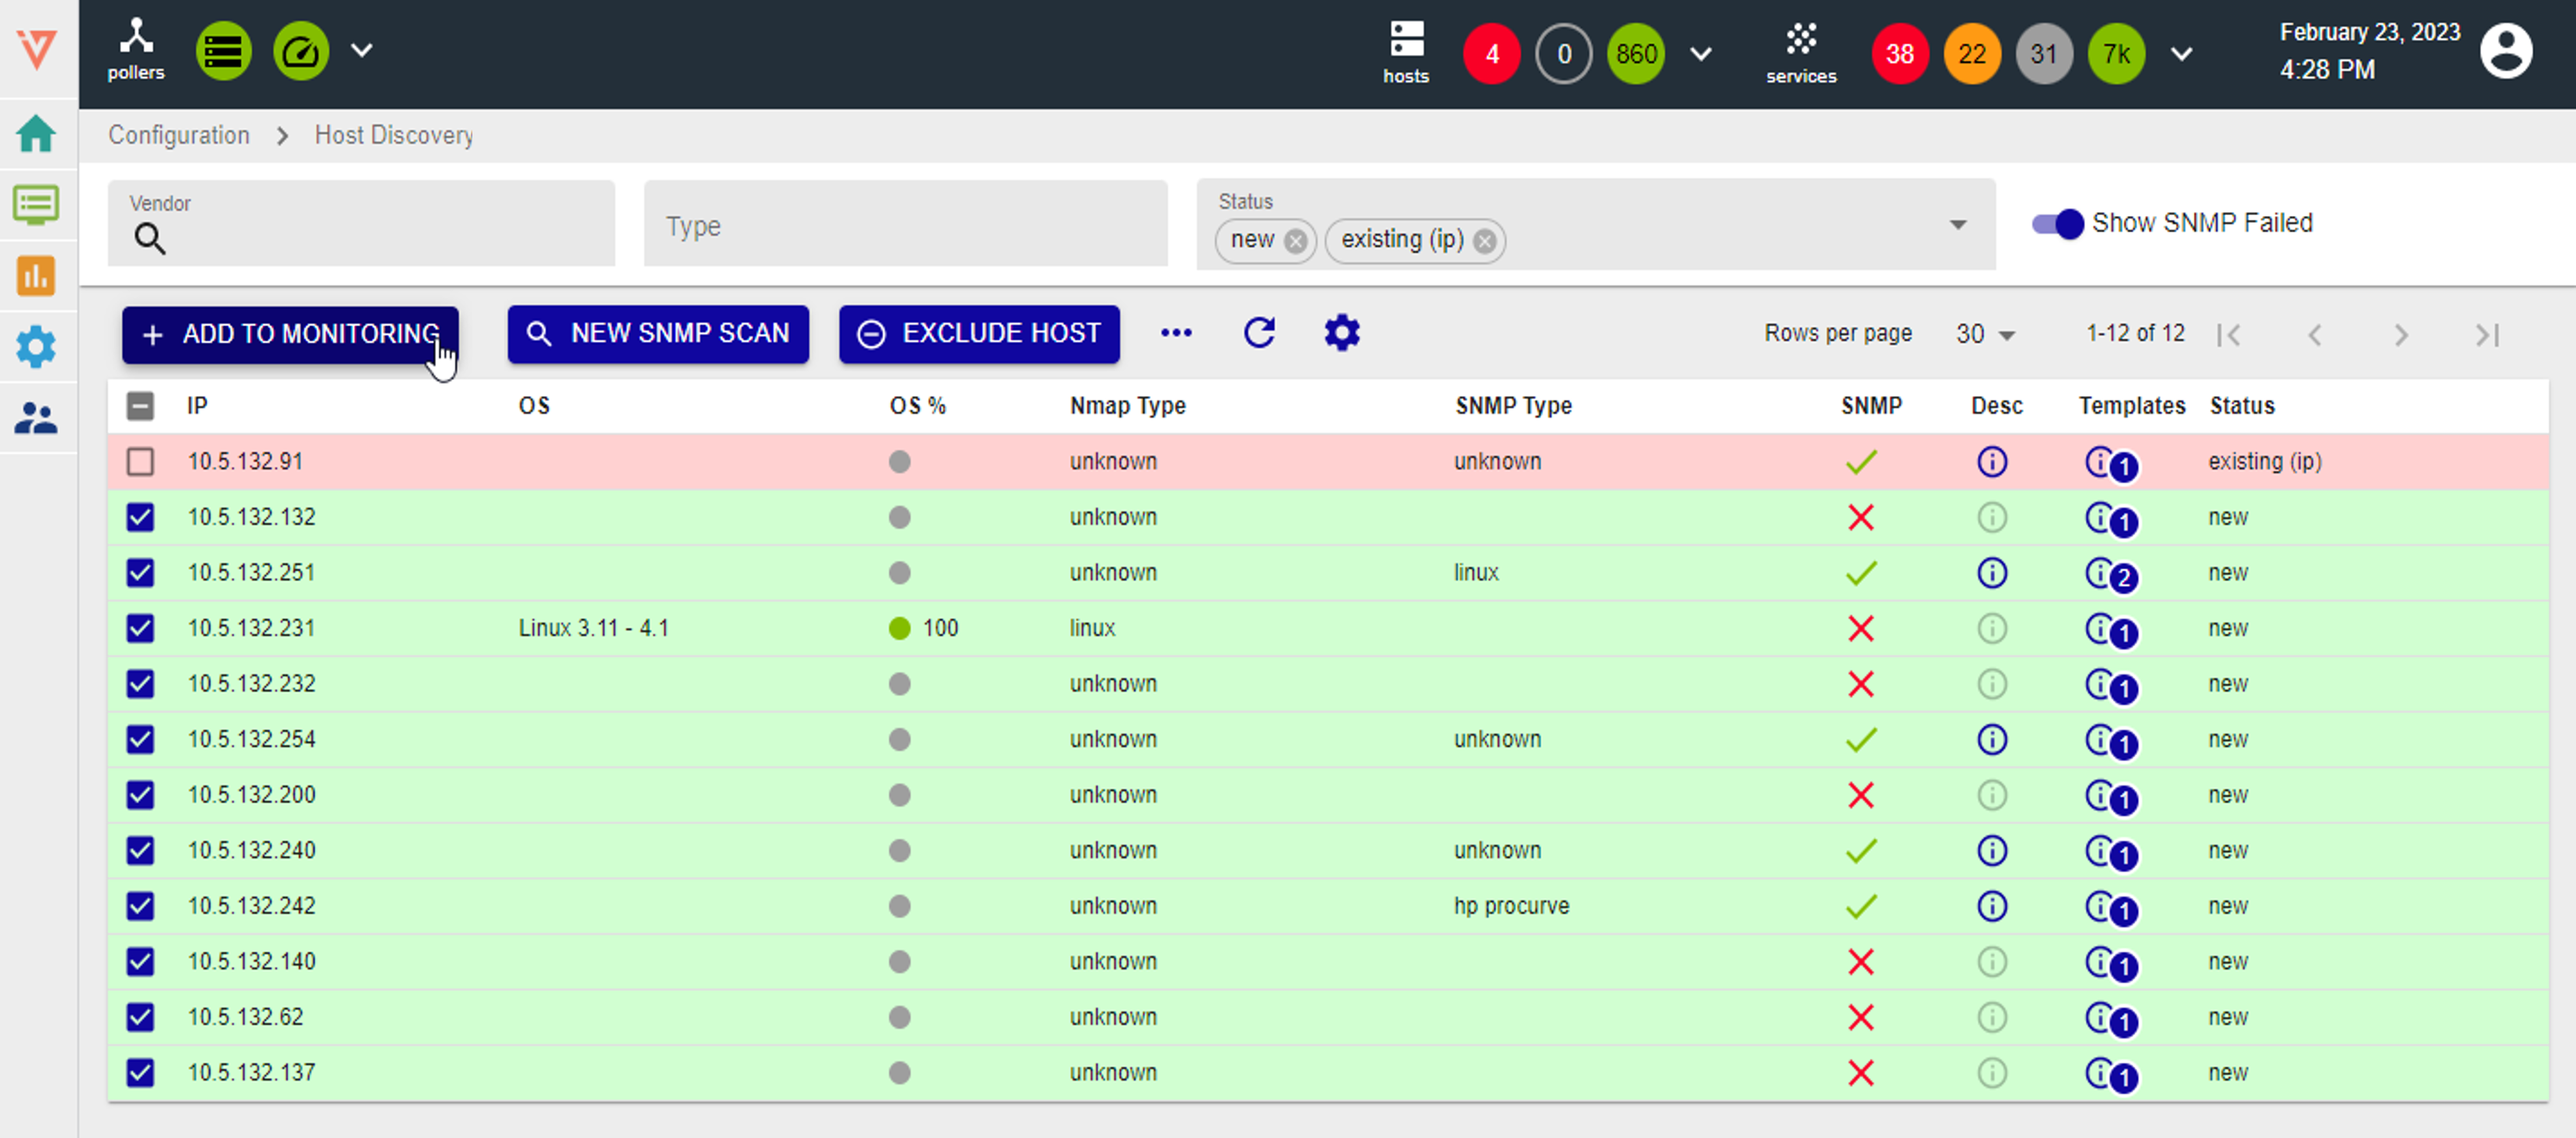 pollers
hosts 4 0 860
services 38 22 31 7k
February 23, 2023
4:28 PM
Configuration > Host Discovery
Vendor
Type
Status
new existing (ip)
Show SNMP Failed
+ ADD TO MONITORING
NEW SNMP SCAN
EXCLUDE HOST
Rows per page 30 1-12 of 12
IP OS OS % Nmap Type SNMP Type SNMP Desc Templates Status
10.5.132.91 unknown unknown 1 existing (ip)
10.5.132.132 unknown 1 new
10.5.132.251 unknown linux 2 new
10.5.132.231 Linux 3.11 - 4.1 100 linux 1 new
10.5.132.232 unknown 1 new
10.5.132.254 unknown unknown 1 new
10.5.132.200 unknown 1 new
10.5.132.240 unknown unknown 1 new
10.5.132.242 unknown hp procurve 1 new
10.5.132.140 unknown 1 new
10.5.132.62 unknown 1 new
10.5.132.137 unknown 1 new